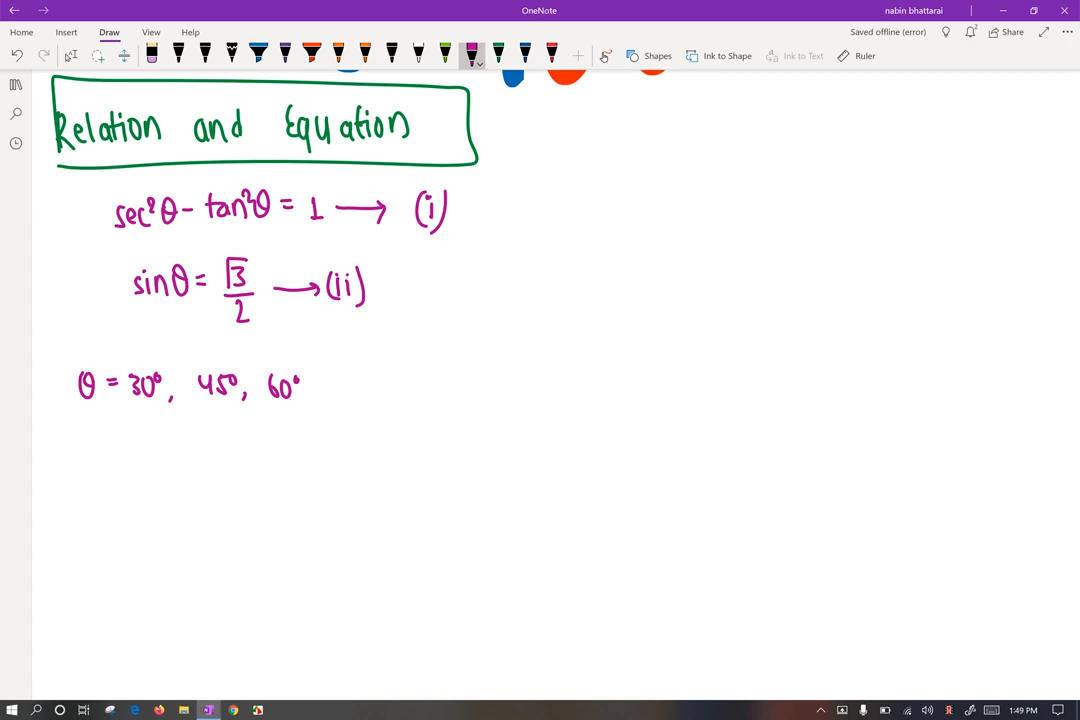 OneNote
nabin bhattarai
Home Insert Draw View Help
Saved offline (error)
2
Share
Shapes
Ink to Shape
Ink to Text
Ruler
Relation and Equation
sec²θ - tan²θ = 1 → (i)
sinθ = √3/2 → (ii)
θ = 30°, 45°, 60°
1:49 PM